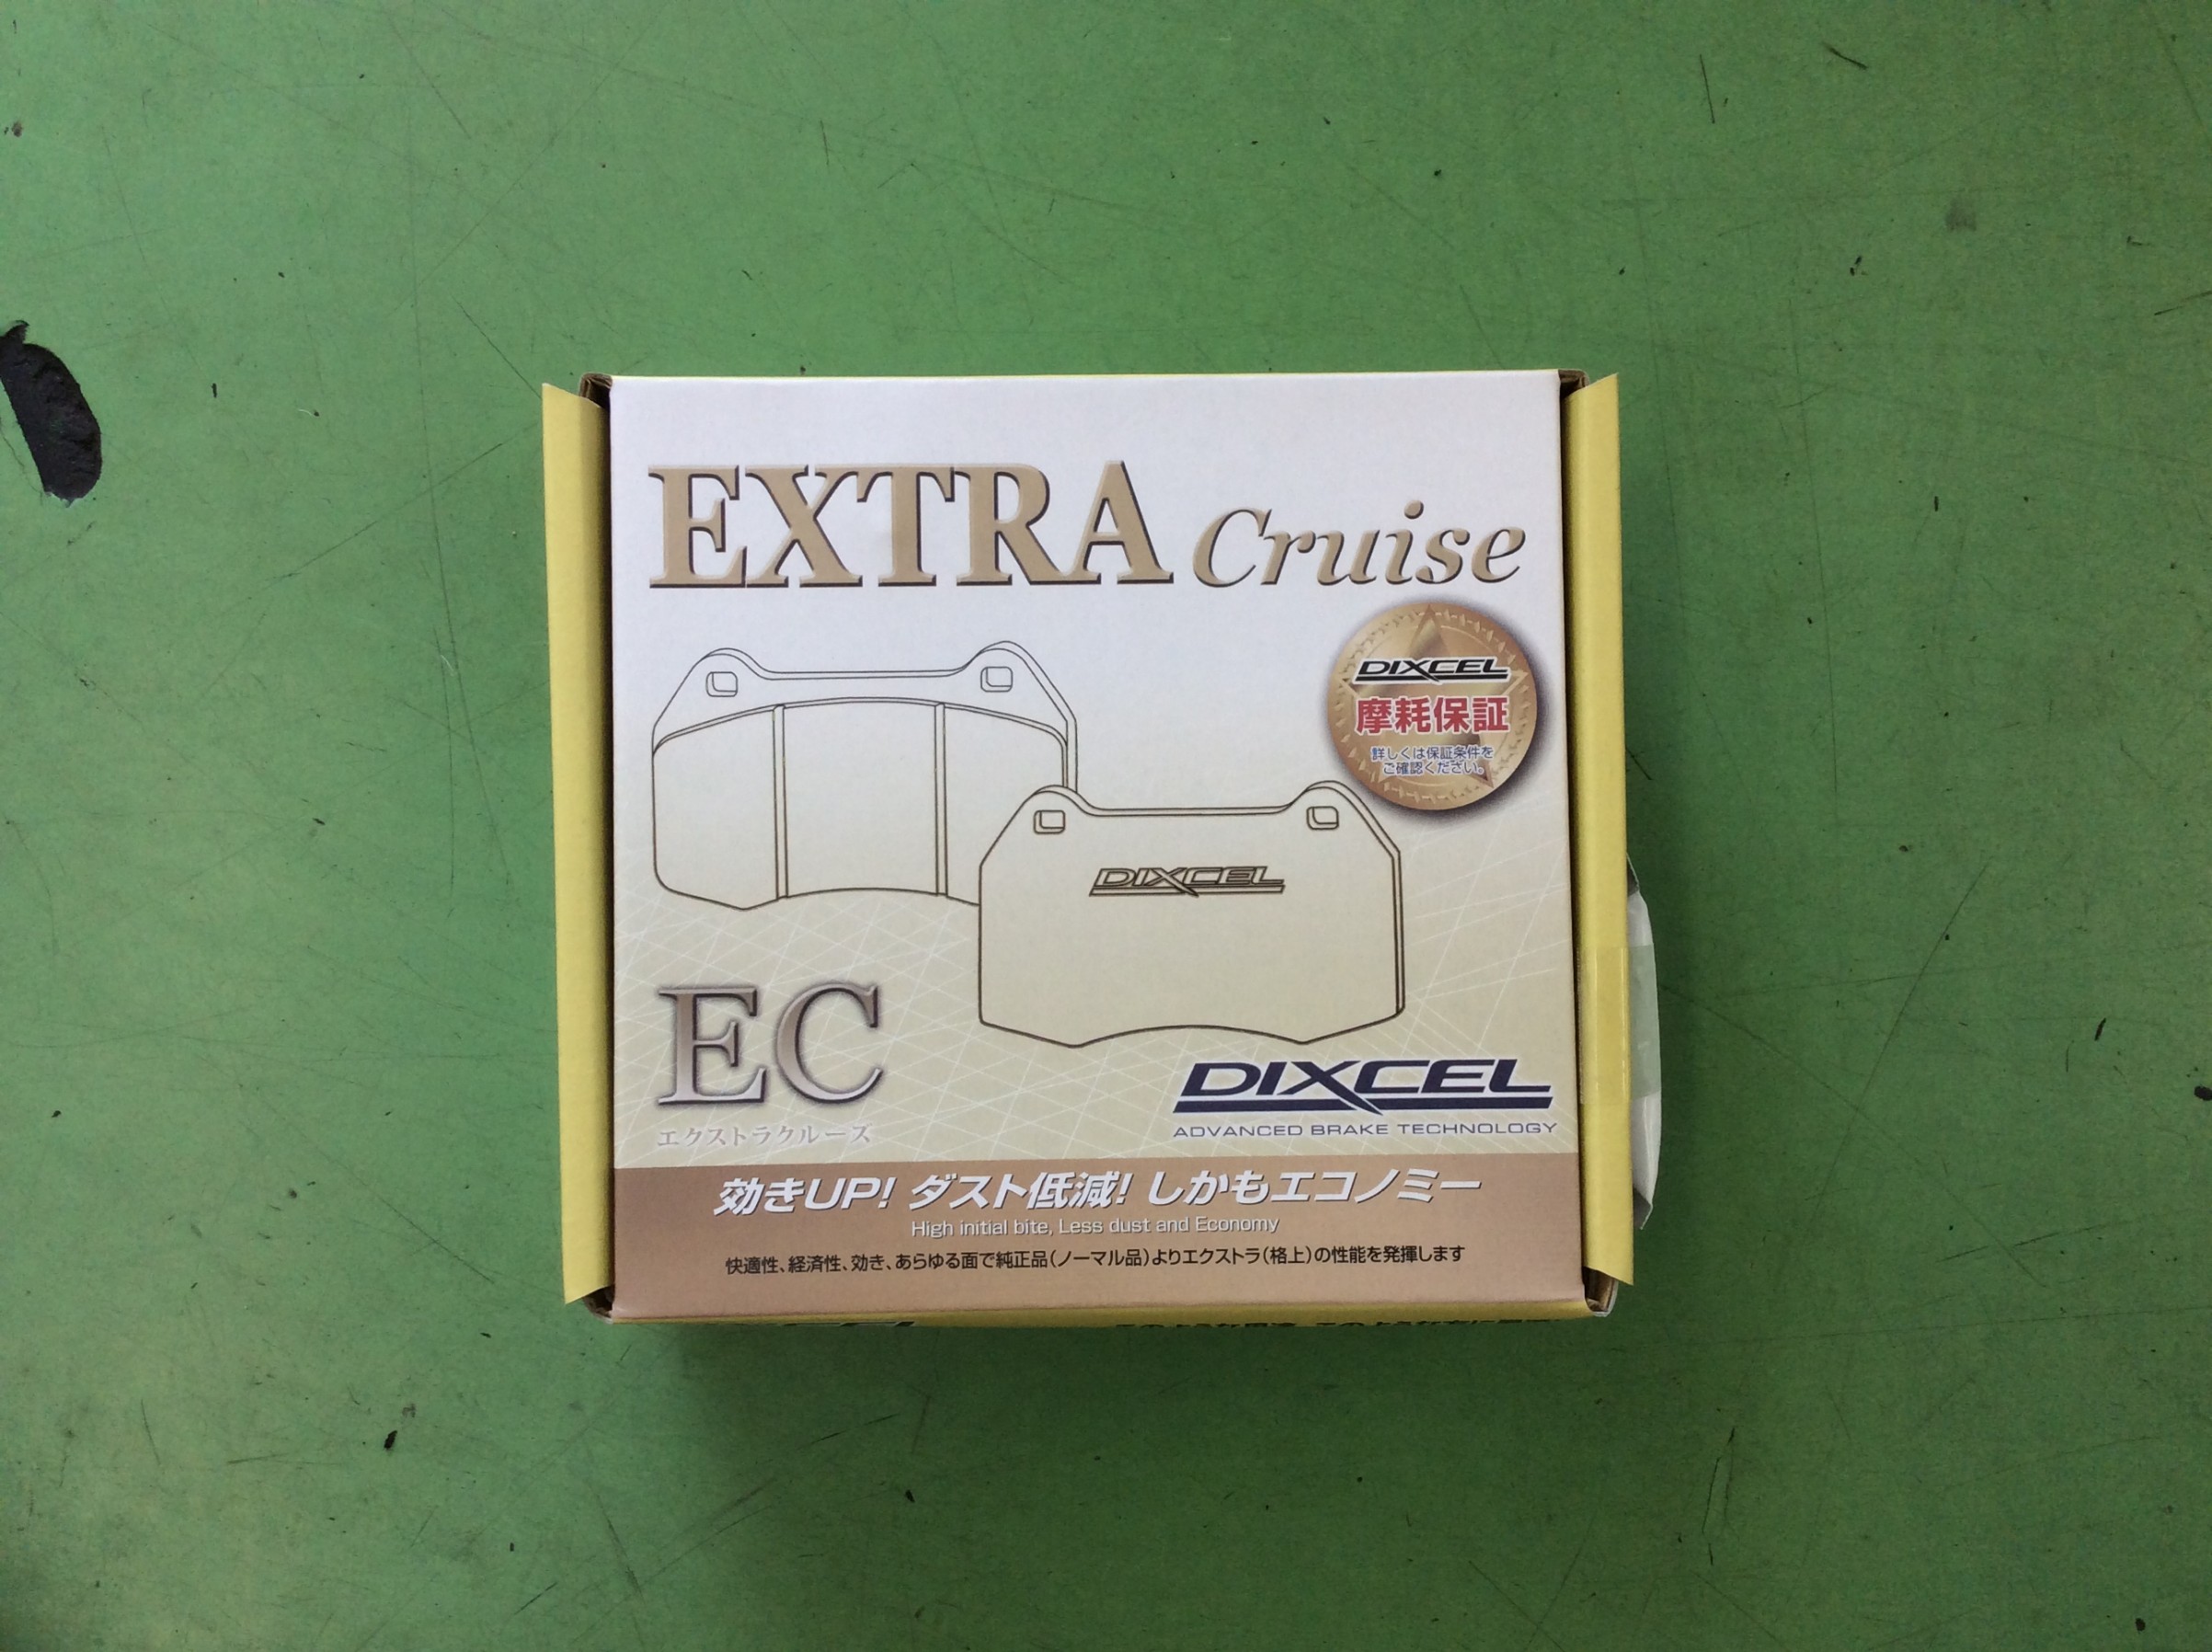 EXTRA Cruise
DIXCEL
摩耗保証
詳しくは保証条件を
ご確認ください。
DIXCEL
EC
エクストラクルーズ
DIXCEL
ADVANCED BRAKE TECHNOLOGY
効きUP! ダスト低減! しかもエコノミー
High initial bite, Less dust and Economy
快適性、経済性、効き、あらゆる面で純正品(ノーマル品)よりエクストラ(格上)の性能を発揮します